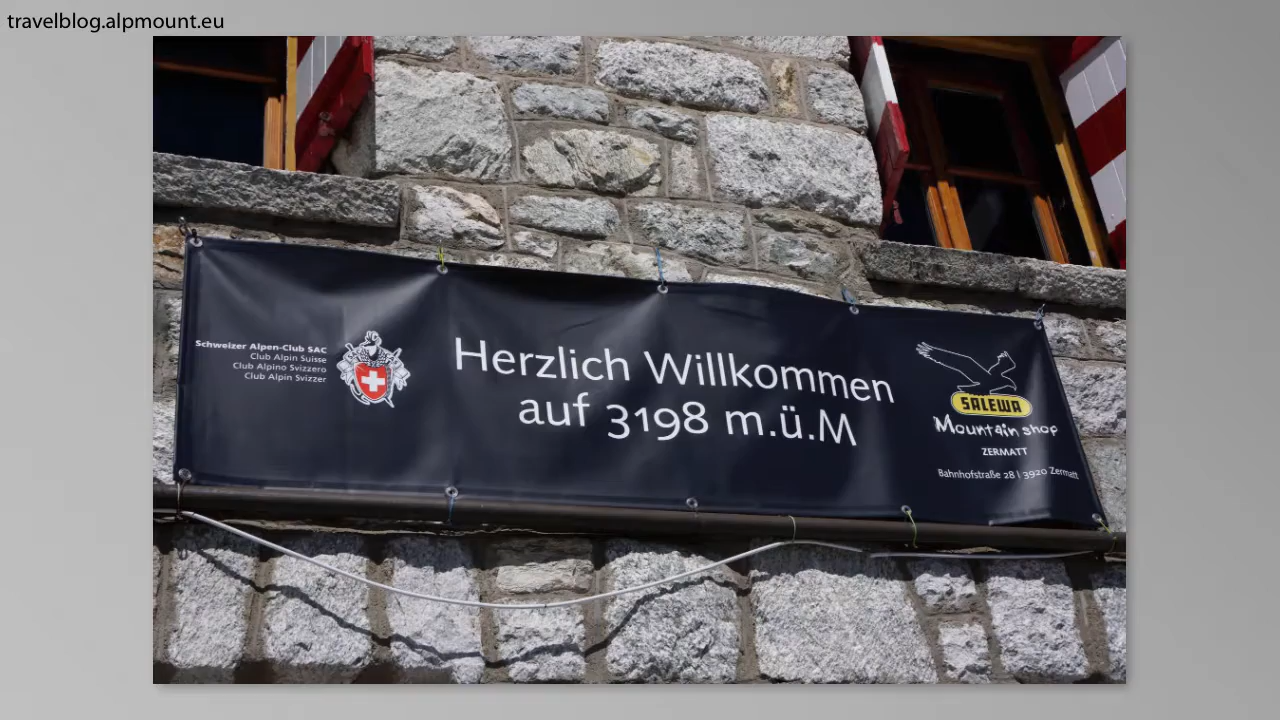 travelblog.alpmount.eu
Schweizer Alpen-Club SAC
Club Alpin Suisse
Club Alpino Svizzero
Club Alpin Svizzer
Herzlich Willkommen
auf 3198 m.ü.M
SALEWA
Mountain shop
ZERMATT
Bahnhofstraße 28 | 3920 Zermatt